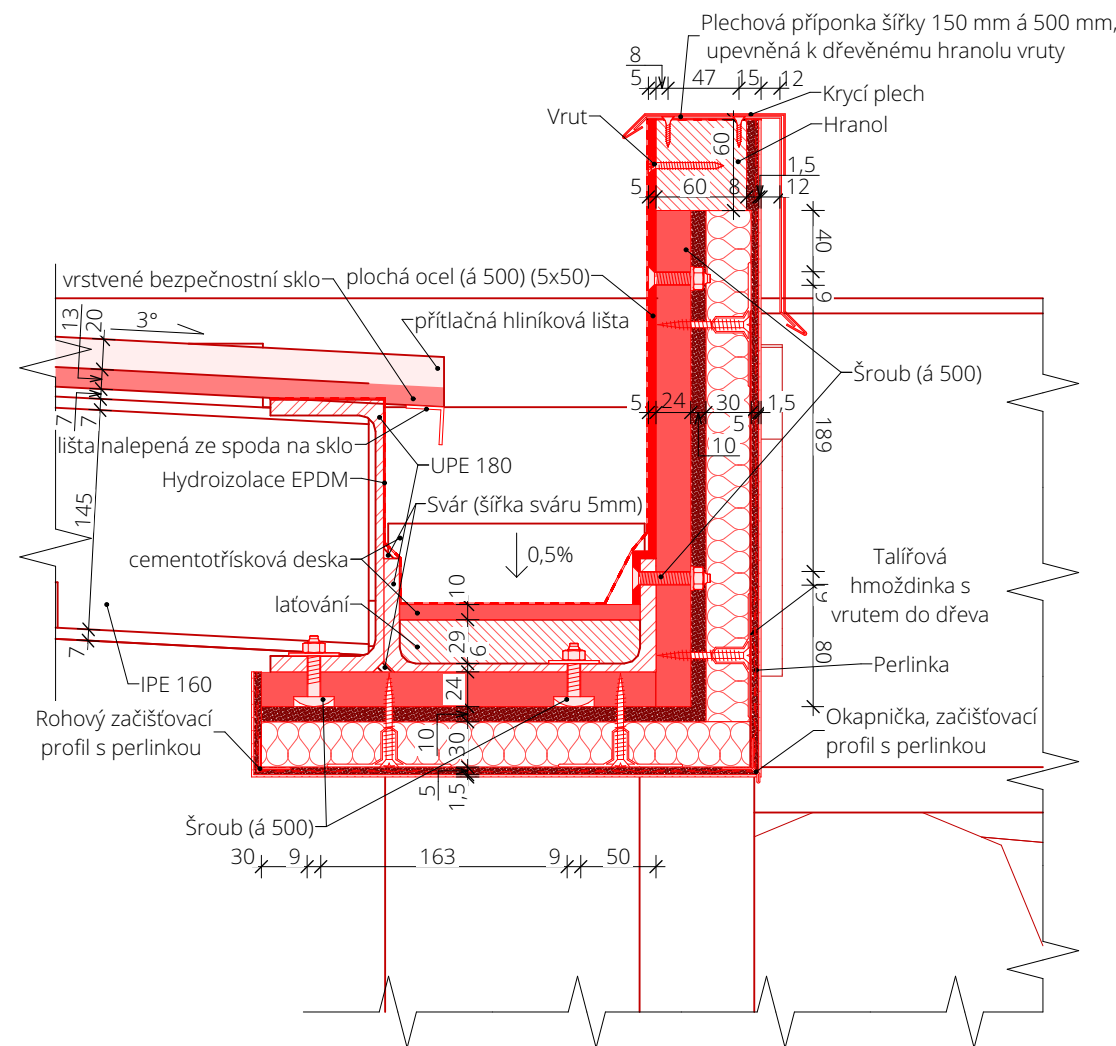 Plechová příponka šířky 150 mm á 500 mm,
upevněná k dřevěnému hranolu vruty
8
5 47 15 12
Krycí plech
Vrut
Hranol
60
1,5
5 60 8 12
40
vrstvené bezpečnostní sklo
plochá ocel (á 500) (5x50)
9
13
20
3°
přítlačná hliníková lišta
Šroub (á 500)
5 24 30 1,5
5
10
7
7
lišta nalepená ze spoda na sklo
189
UPE 180
Hydroizolace EPDM
Svár (šířka sváru 5mm)
145
cementotřísková deska
0,5%
Talířová
hmoždinka s
vrutem do dřeva
10
laťování
29
6
7
80
Perlinka
IPE 160
24
Rohový začišťovací
profil s perlinkou
Okapnička, začišťovací
profil s perlinkou
10
30
5
1,5
Šroub (á 500)
30 9 163 9 50